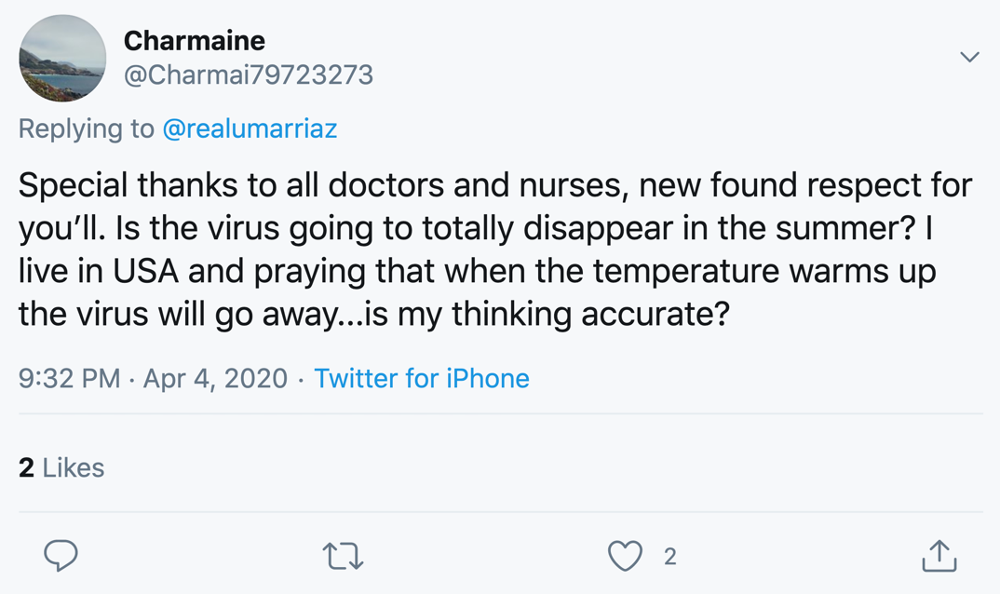 Charmaine
@Charmai79723273
Replying to @realumarriaz
Special thanks to all doctors and nurses, new found respect for
you’ll. Is the virus going to totally disappear in the summer? I
live in USA and praying that when the temperature warms up
the virus will go away...is my thinking accurate?
9:32 PM · Apr 4, 2020 · Twitter for iPhone
2 Likes
2